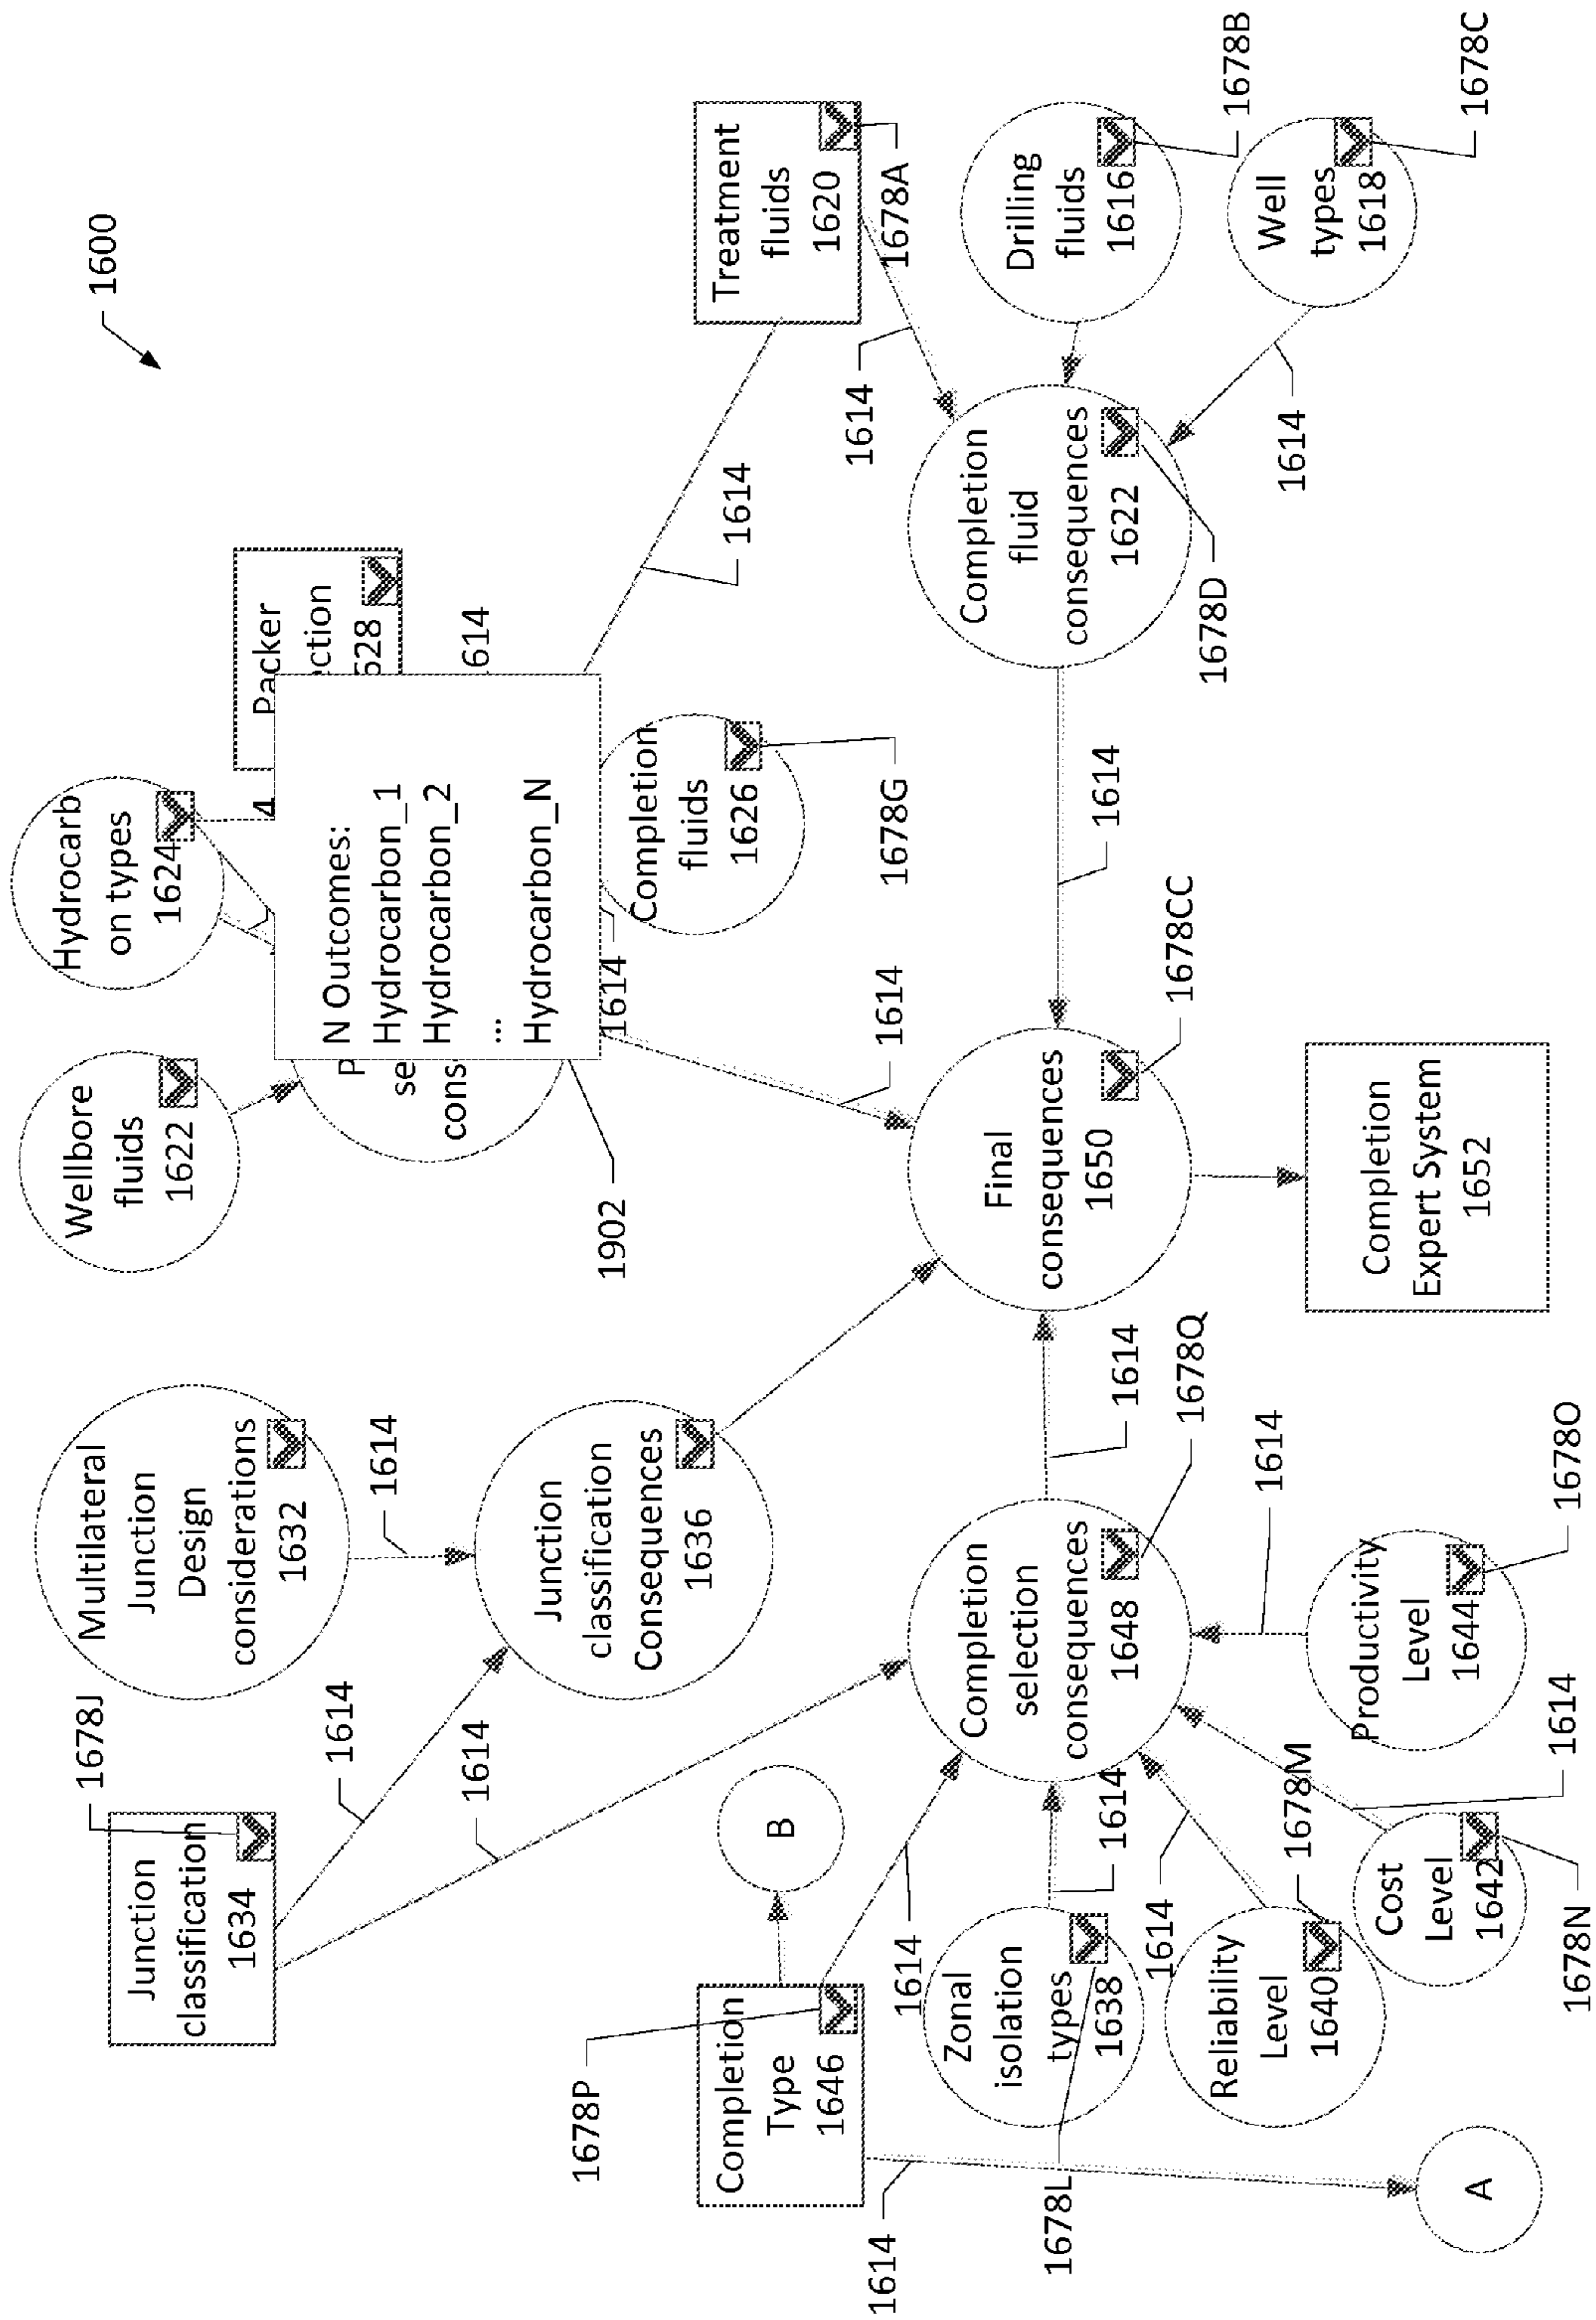 1600
Junction
classification
1634
1678J
Multilateral
Junction
Design
considerations
1632
Wellbore
fluids
1622
Hydrocarb
on types
1624
4
Packer
ction
628
614
1614
1614
1614
1614
1678P
B
Junction
classification
Consequences
1636
1902
P
se
cons
N Outcomes:
Hydrocarbon_1
Hydrocarbon_2
...
Hydrocarbon_N
1614
Completion
fluids
1626
1678G
Treatment
fluids
1620
1678A
Completion
Type
1646
1614
1614
1614
1614
Drilling
fluids
1616
1678B
Zonal
isolation
types
1638
1614
1678L
Completion
selection
consequences
1648
1614
1678Q
Final
consequences
1650
1678CC
1614
Completion
fluid
consequences
1622
1678D
Reliability
Level
1640
1614
1678M
1614
1614
Well
types
1618
1678C
Cost
Level
1642
1678N
Productivity
Level
1644
1678O
1614
Completion
Expert System
1652
A